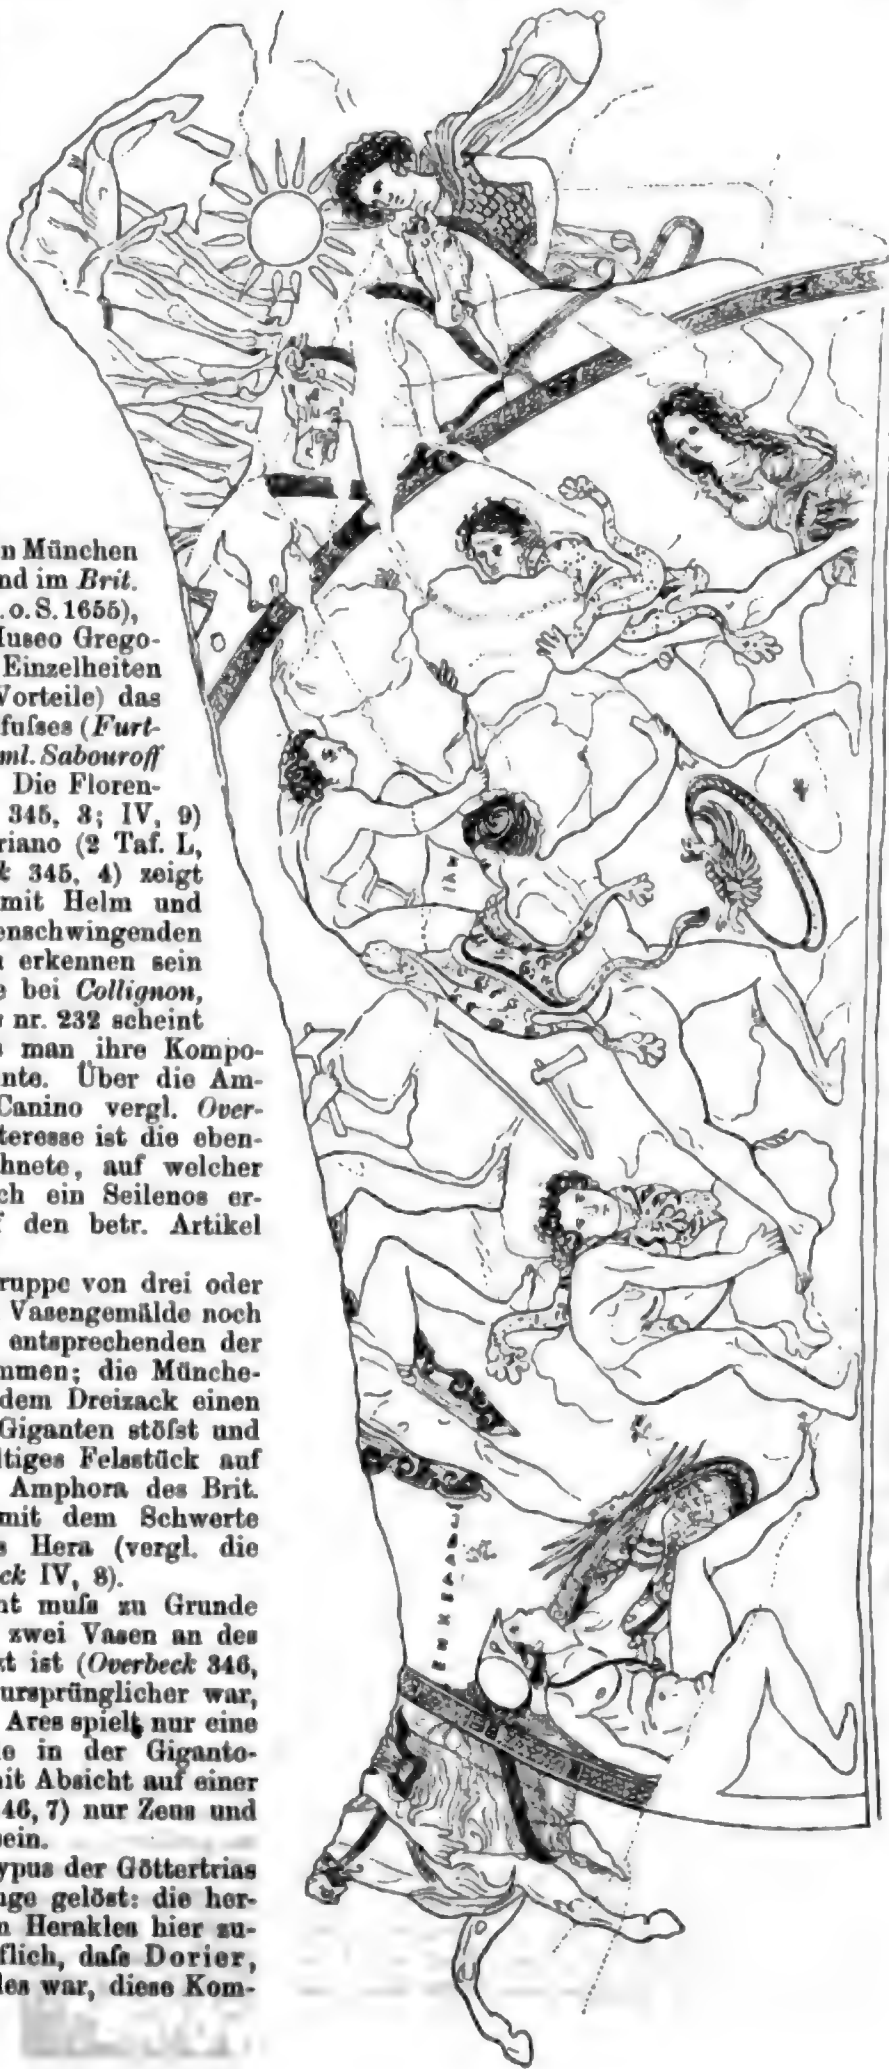 n München
nd im Brit.
. o. S. 1655),
Museo Grego-
Einzelheiten
Vorteile) das
fufses (Furt-
ml. Sabouroff
Die Floren-
345, 3; IV, 9)
riano (2 Taf. L,
k 345, 4) zeigt
mit Helm und
enschwingenden
n erkennen sein
e bei Collignon,
s nr. 232 scheint
s man ihre Kompo-
nte. Über die Am-
Canino vergl. Over-
teresse ist die eben-
hnete, auf welcher
ch ein Seilenos er-
f den betr. Artikel
ruppe von drei oder
Vasengemälde noch
entsprechenden der
mmen; die Münche-
dem Dreizack einen
Giganten stöfst und
ltiges Felsstück auf
Amphora des Brit.
mit dem Schwerte
s Hera (vergl. die
ck IV, 8).
nt mufs zu Grunde
zwei Vasen an des
kt ist (Overbeck 346,
ursprünglicher war,
Ares spielt nur eine
e in der Giganto-
nit Absicht auf einer
46, 7) nur Zeus und
sein.
ypus der Göttertrias
nge gelöst: die her-
n Herakles hier zu-
flich, dafs Dorier,
les war, diese Kom-